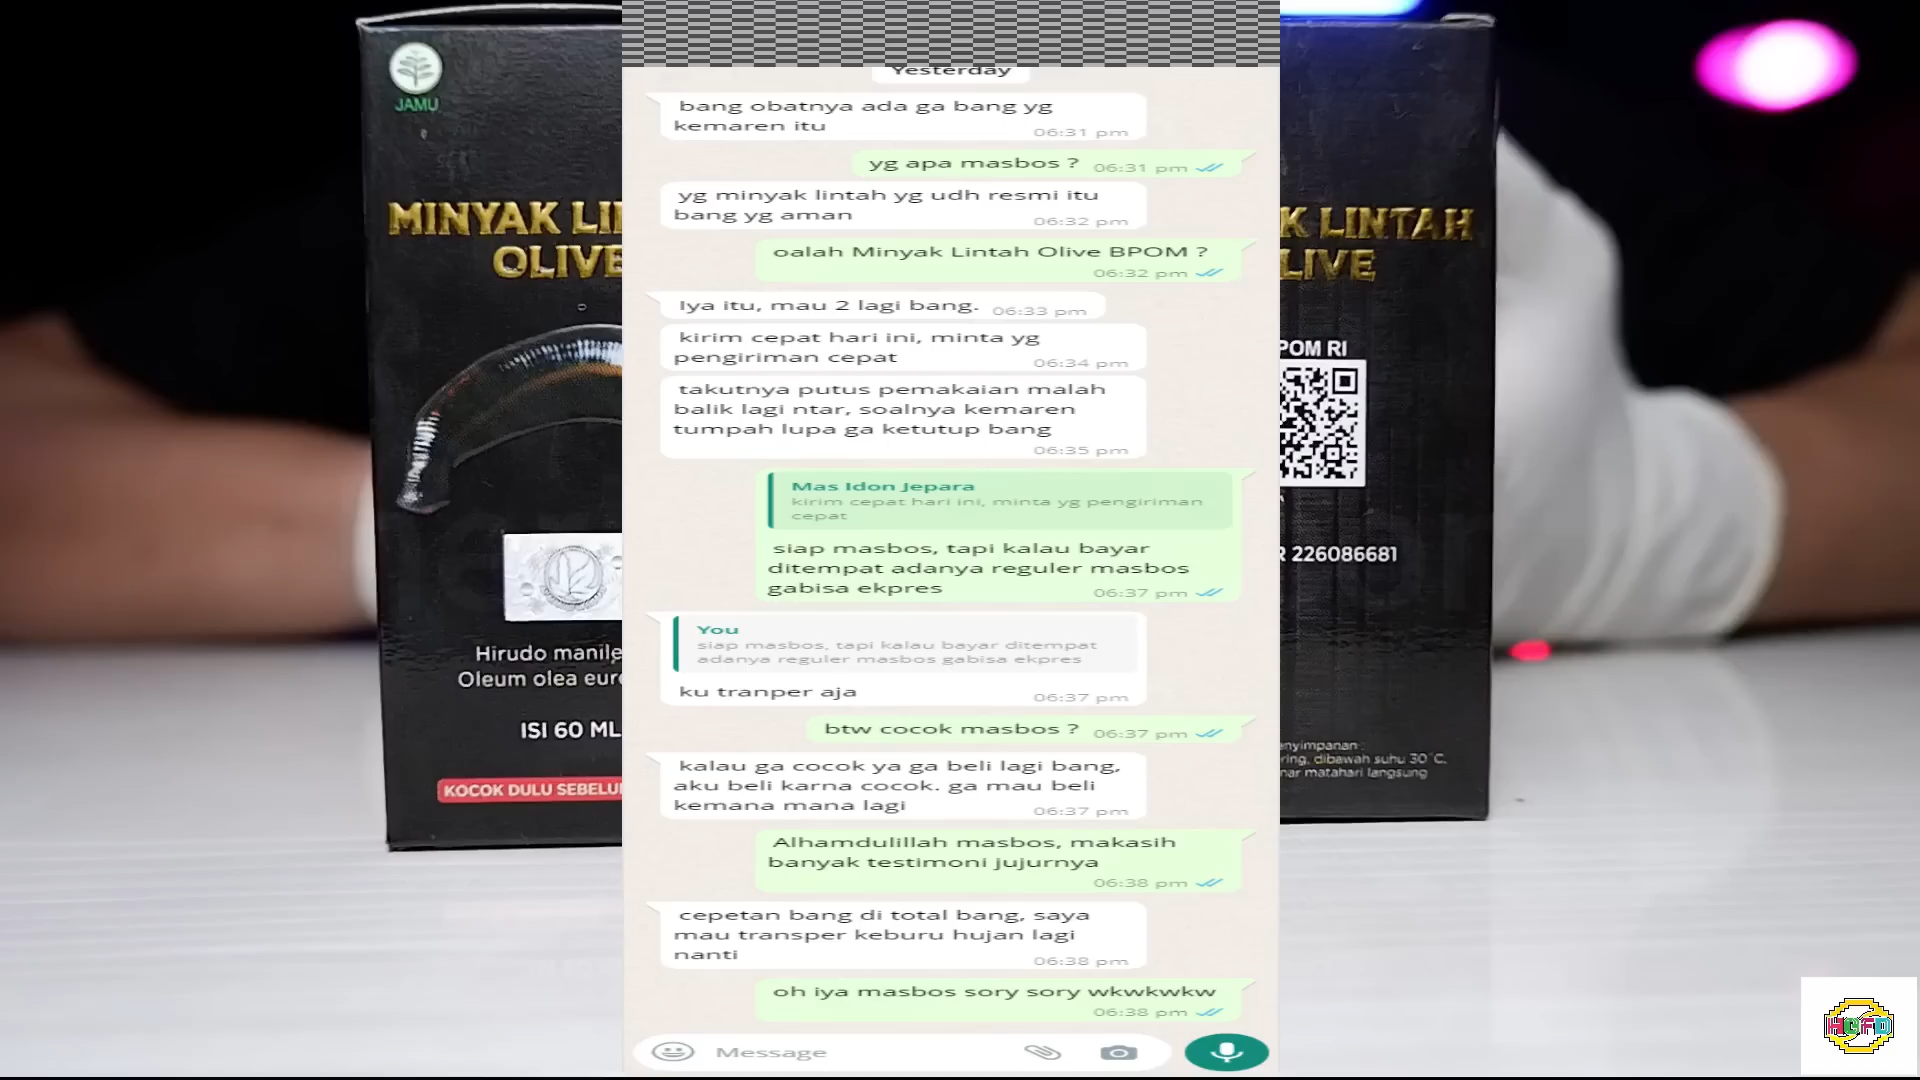 JAMU
MINYAK LI
OLIVE
Hirudo manile
Oleum olea eur
ISI 60 ML
KOCOK DULU SEBELU
Yesterday
bang obatnya ada ga bang yg
kemaren itu
06:31 pm
yg apa masbos ? 06:31 pm
yg minyak lintah yg udh resmi itu
bang yg aman
06:32 pm
oalah Minyak Lintah Olive BPOM ?
06:32 pm
Iya itu, mau 2 lagi bang. 06:33 pm
kirim cepat hari ini, minta yg
pengiriman cepat
06:34 pm
takutnya putus pemakaian malah
balik lagi ntar, soalnya kemaren
tumpah lupa ga ketutup bang
06:35 pm
Mas Idon Jepara
kirim cepat hari ini, minta yg pengiriman
cepat
siap masbos, tapi kalau bayar
ditempat adanya reguler masbos
gabisa ekpres
06:37 pm
You
siap masbos, tapi kalau bayar ditempat
adanya reguler masbos gabisa ekpres
ku tranper aja
06:37 pm
btw cocok masbos ? 06:37 pm
kalau ga cocok ya ga beli lagi bang,
aku beli karna cocok. ga mau beli
kemana mana lagi
06:37 pm
Alhamdulillah masbos, makasih
banyak testimoni jujurnya
06:38 pm
cepetan bang di total bang, saya
mau transper keburu hujan lagi
nanti
06:38 pm
oh iya masbos sory sory wkwkwkw
06:38 pm
Message
K LINTAH
LIVE
POM RI
R 226086681
enyimpanan :
ring, dibawah suhu 30°C,
nar matahari langsung